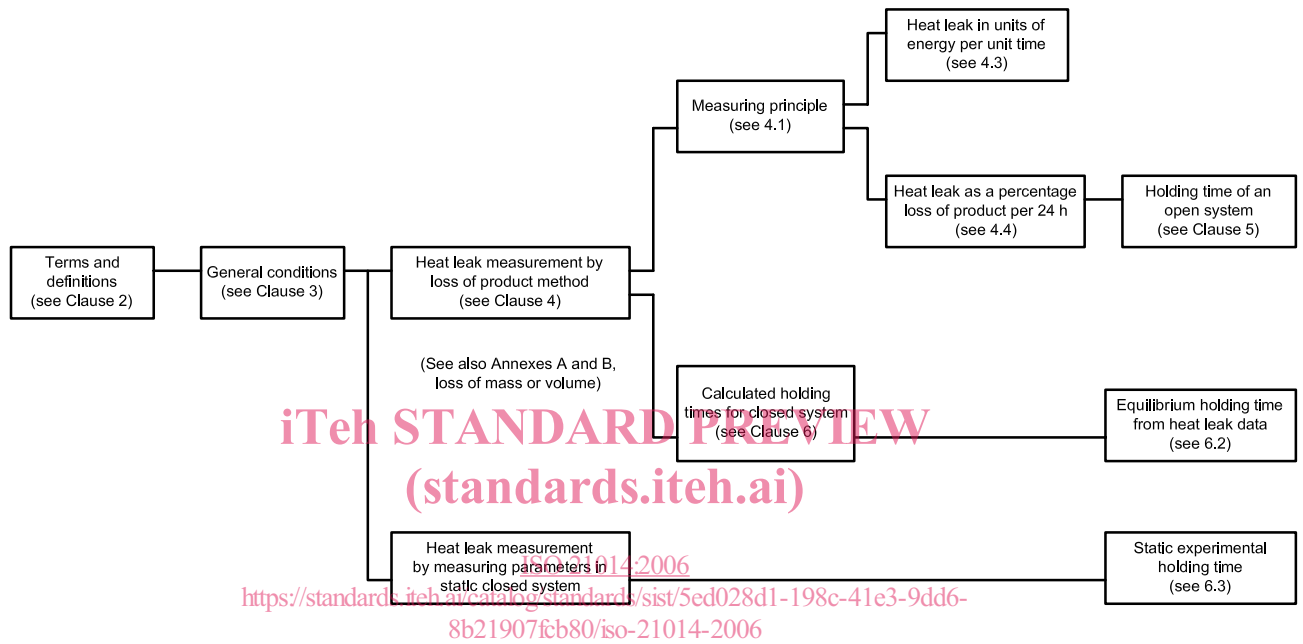 Heat leak in units of
energy per unit time
(see 4.3)
Measuring principle
(see 4.1)
Heat leak as a percentage
loss of product per 24 h
(see 4.4)
Holding time of an
open system
(see Clause 5)
Terms and
definitions
(see Clause 2)
General conditions
(see Clause 3)
Heat leak measurement by
loss of product method
(see Clause 4)
(See also Annexes A and B,
loss of mass or volume)
Calculated holding
times for closed system
(see Clause 6)
Equilibrium holding time
from heat leak data
(see 6.2)
iTeh STANDARD PREVIEW
(standards.iteh.ai)
Heat leak measurement
by measuring parameters in
static closed system
Static experimental
holding time
(see 6.3)
ISO 21014:2006
https://standards.iteh.ai/catalog/standards/sist/5ed028d1-198c-41e3-9dd6-
8b21907fcb80/iso-21014-2006